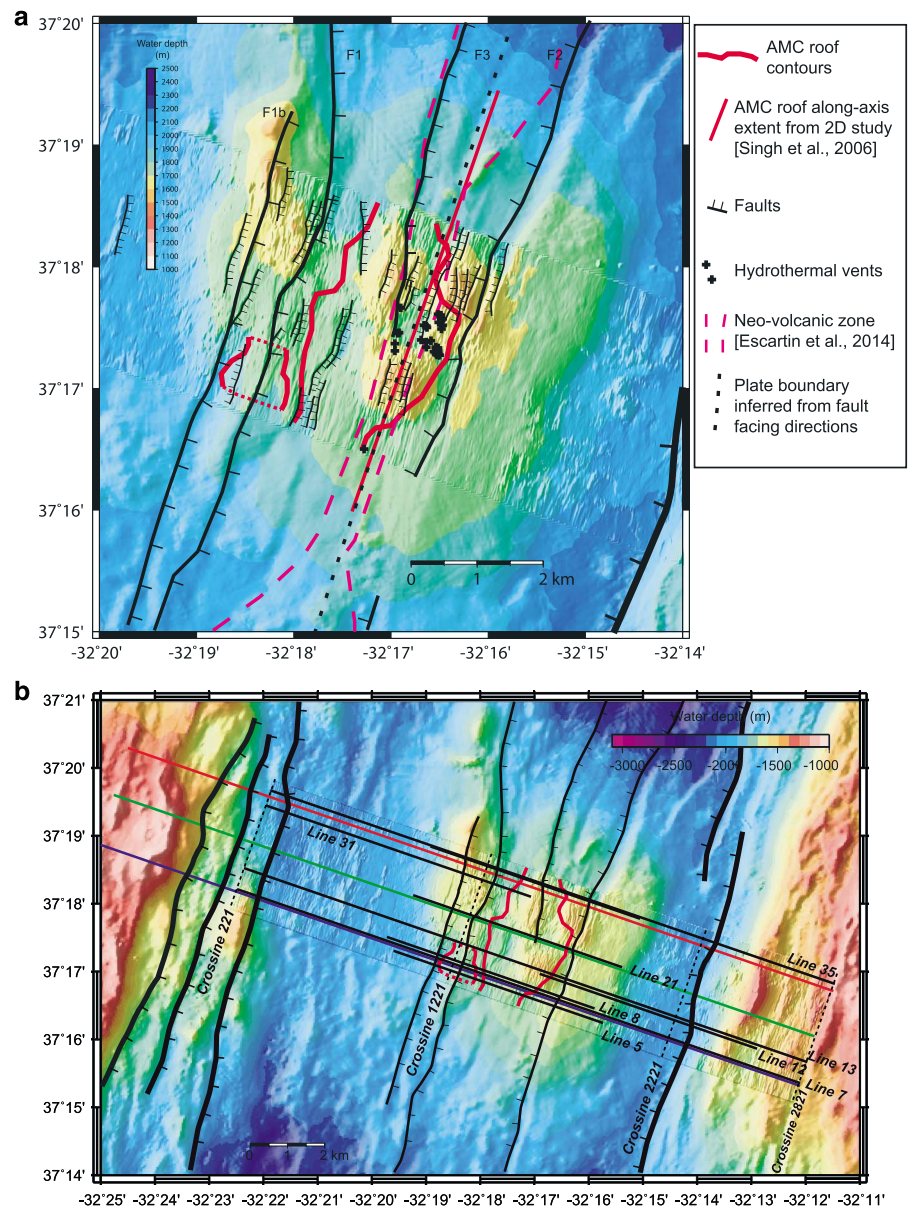 a
37˚20'
37˚19'
37˚18'
37˚17'
37˚16'
37˚15'
Water depth
(m)
2500
2400
2300
2200
2100
2000
1900
1800
1700
1600
1500
1400
1300
1200
1100
1000
F1
F3
F2
F1b
0 1 2 km
-32˚20' -32˚19' -32˚18' -32˚17' -32˚16' -32˚15' -32˚14'
AMC roof
contours
AMC roof along-axis
extent from 2D study
[Singh et al., 2006]
Faults
Hydrothermal vents
Neo-volcanic zone
[Escartin et al., 2014]
Plate boundary
inferred from fault
facing directions
b
37˚21'
37˚20'
37˚19'
37˚18'
37˚17'
37˚16'
37˚15'
37˚14'
Water depth (m)
-3000 -2500 -2000 -1500 -1000
Line 31
Crossine 221
Crossine 1221
Line 21
Line 35
Line 8
Line 5
Line 12
Line 13
Line 7
Crossine 2221
Crossine 2821
0 1 2 km
-32˚25' -32˚24' -32˚23' -32˚22' -32˚21' -32˚20' -32˚19' -32˚18' -32˚17' -32˚16' -32˚15' -32˚14' -32˚13' -32˚12' -32˚11'